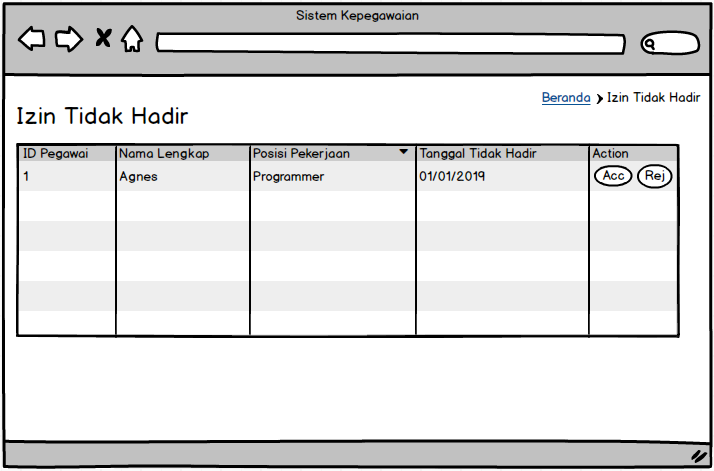 Sistem Kepegawaian
Beranda > Izin Tidak Hadir
Izin Tidak Hadir
ID Pegawai Nama Lengkap Posisi Pekerjaan Tanggal Tidak Hadir Action
1 Agnes Programmer 01/01/2019 Acc Rej